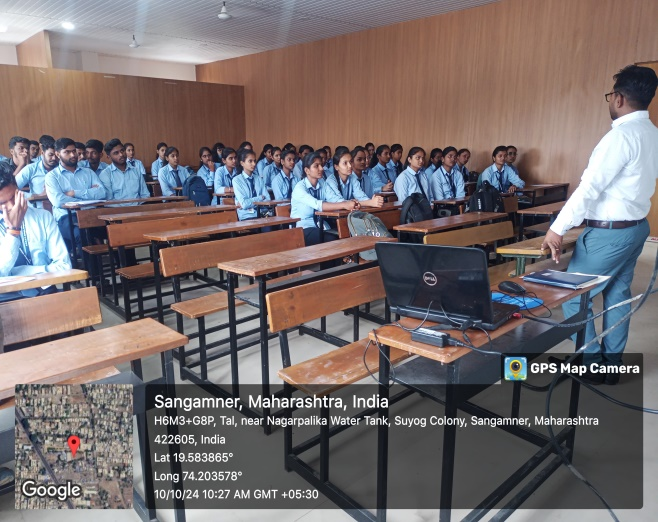 DELL
GPS Map Camera
Sangamner, Maharashtra, India
H6M3+G8P, Tal, near Nagarpalika Water Tank, Suyog Colony, Sangamner, Maharashtra
422605, India
Lat 19.583865°
Long 74.203578°
10/10/24 10:27 AM GMT +05:30
Google